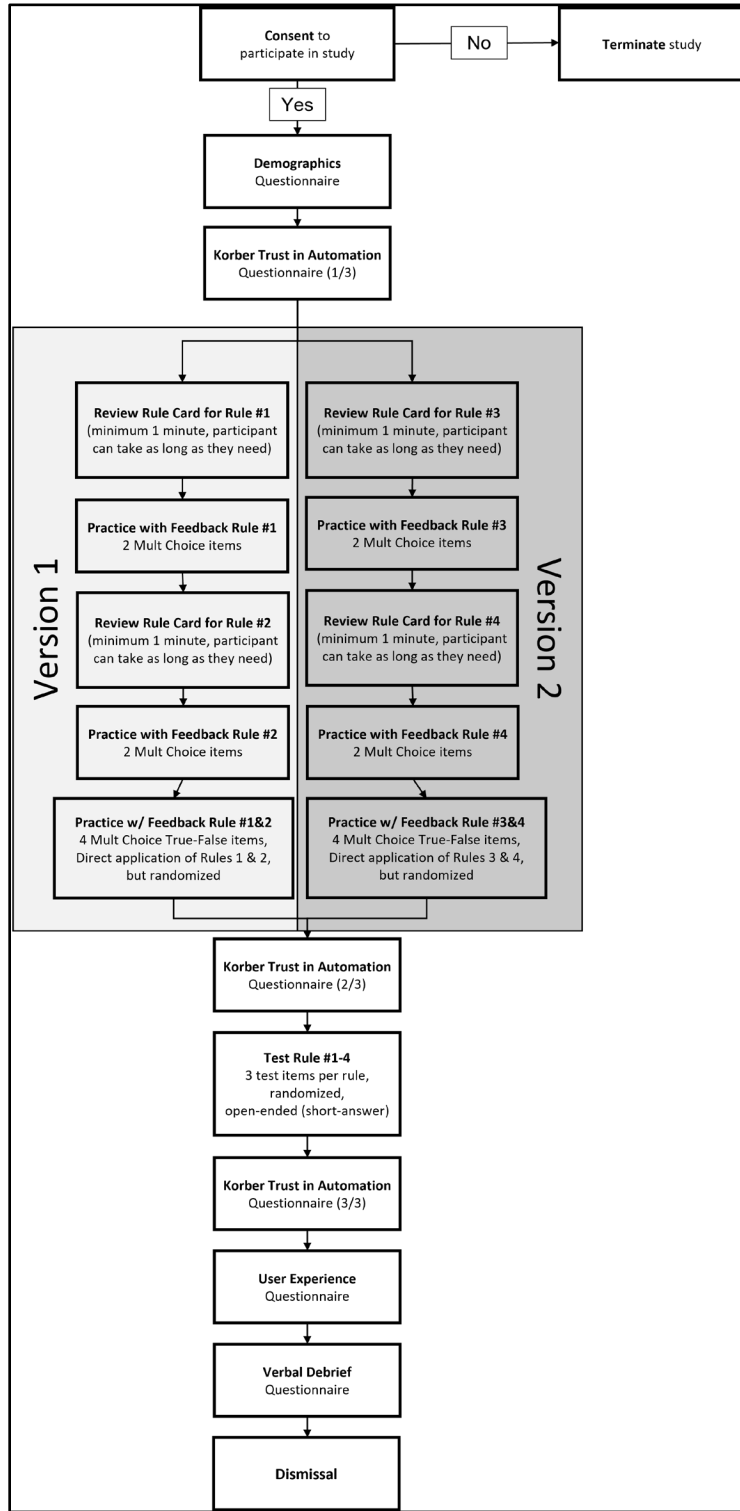 Consent to
participate in study
No
Terminate study
Yes
Demographics
Questionnaire
Korber Trust in Automation
Questionnaire (1/3)
Version 1
Review Rule Card for Rule #1
(minimum 1 minute, participant
can take as long as they need)
Practice with Feedback Rule #1
2 Mult Choice items
Review Rule Card for Rule #2
(minimum 1 minute, participant
can take as long as they need)
Practice with Feedback Rule #2
2 Mult Choice items
Practice w/ Feedback Rule #1&2
4 Mult Choice True-False items,
Direct application of Rules 1 & 2,
but randomized
Version 2
Review Rule Card for Rule #3
(minimum 1 minute, participant
can take as long as they need)
Practice with Feedback Rule #3
2 Mult Choice items
Review Rule Card for Rule #4
(minimum 1 minute, participant
can take as long as they need)
Practice with Feedback Rule #4
2 Mult Choice items
Practice w/ Feedback Rule #3&4
4 Mult Choice True-False items,
Direct application of Rules 3 & 4,
but randomized
Korber Trust in Automation
Questionnaire (2/3)
Test Rule #1-4
3 test items per rule,
randomized,
open-ended (short-answer)
Korber Trust in Automation
Questionnaire (3/3)
User Experience
Questionnaire
Verbal Debrief
Questionnaire
Dismissal